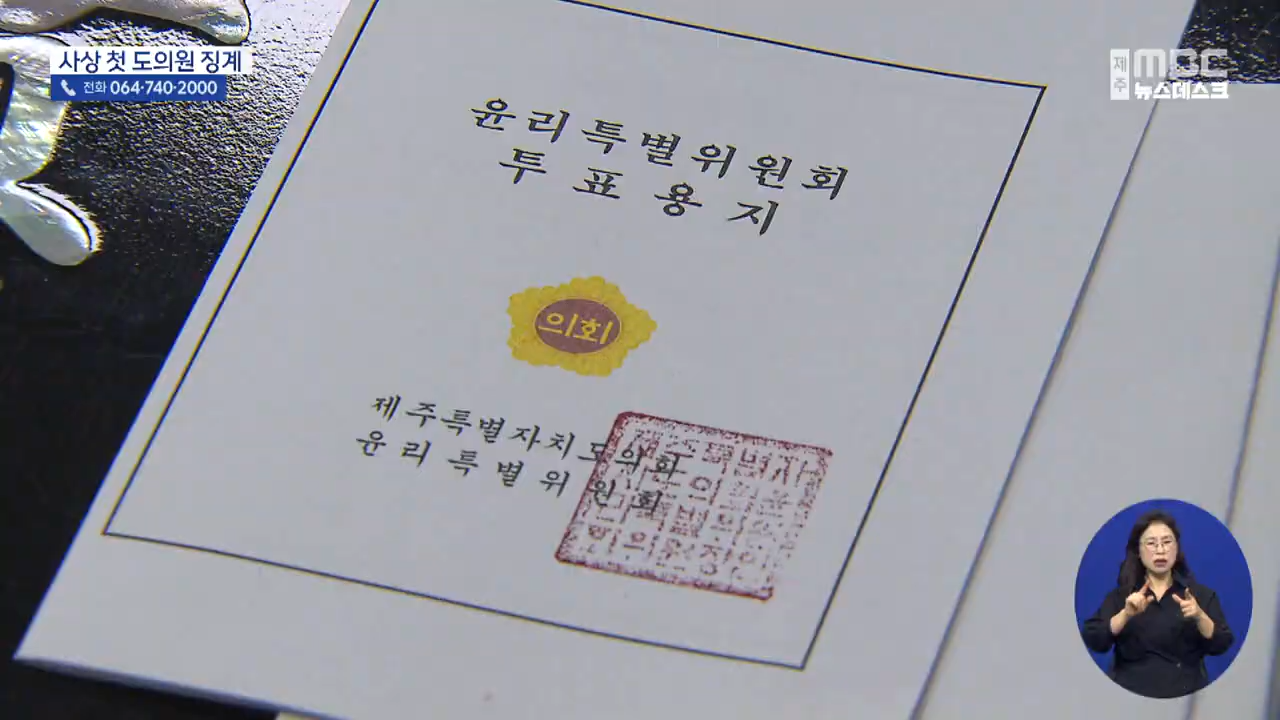 사상 첫 도의원 징계
전화 064·740·2000
제주 MBC
뉴스데스크
윤리특별위원회
투표용지
의회
제주특별자치도의회
윤리특별위원회